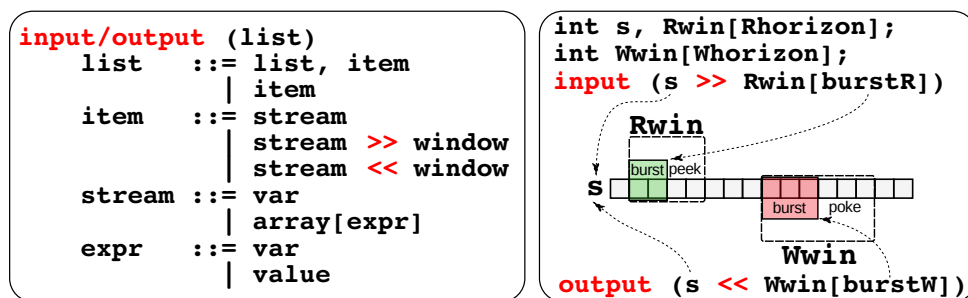 input/output (list)
list ::= list, item
| item
item ::= stream
| stream >> window
| stream << window
stream ::= var
| array[expr]
expr ::= var
| value
int s, Rwin[Rhorizon];
int Wwin[Whorizon];
input (s >> Rwin[burstR])
Rwin
burst peek
s
burst poke
Wwin
output (s << Wwin[burstW])